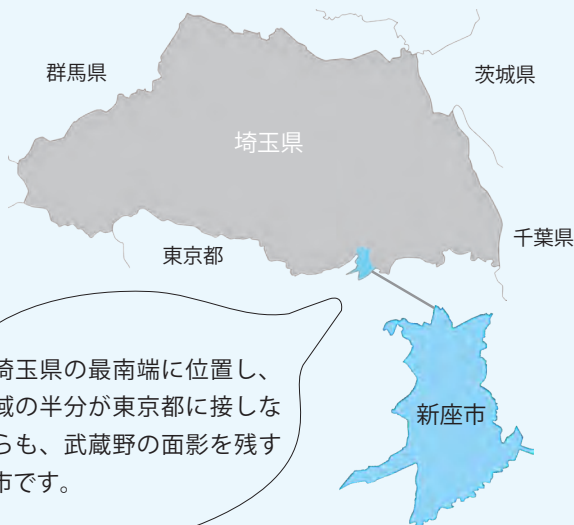 群馬県
茨城県
埼玉県
千葉県
東京都
埼玉県の最南端に位置し、
域の半分が東京都に接しな
らも、武蔵野の面影を残す
市です。
新座市